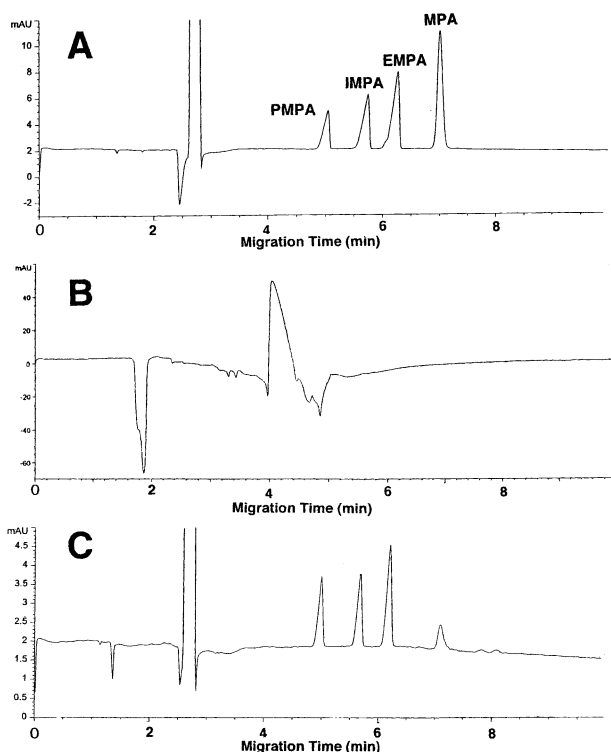 mAU
A
MPA
EMPA
IMPA
PMPA
10
8
6
4
2
0
-2
0 2 4 6 8
Migration Time (min)
mAU
B
40
20
0
-20
-40
-60
0 2 4 6 8
Migration Time (min)
mAU
C
4.5
4
3.5
3
2.5
2
1.5
1
0.5
0
0 2 4 6 8
Migration Time (min)